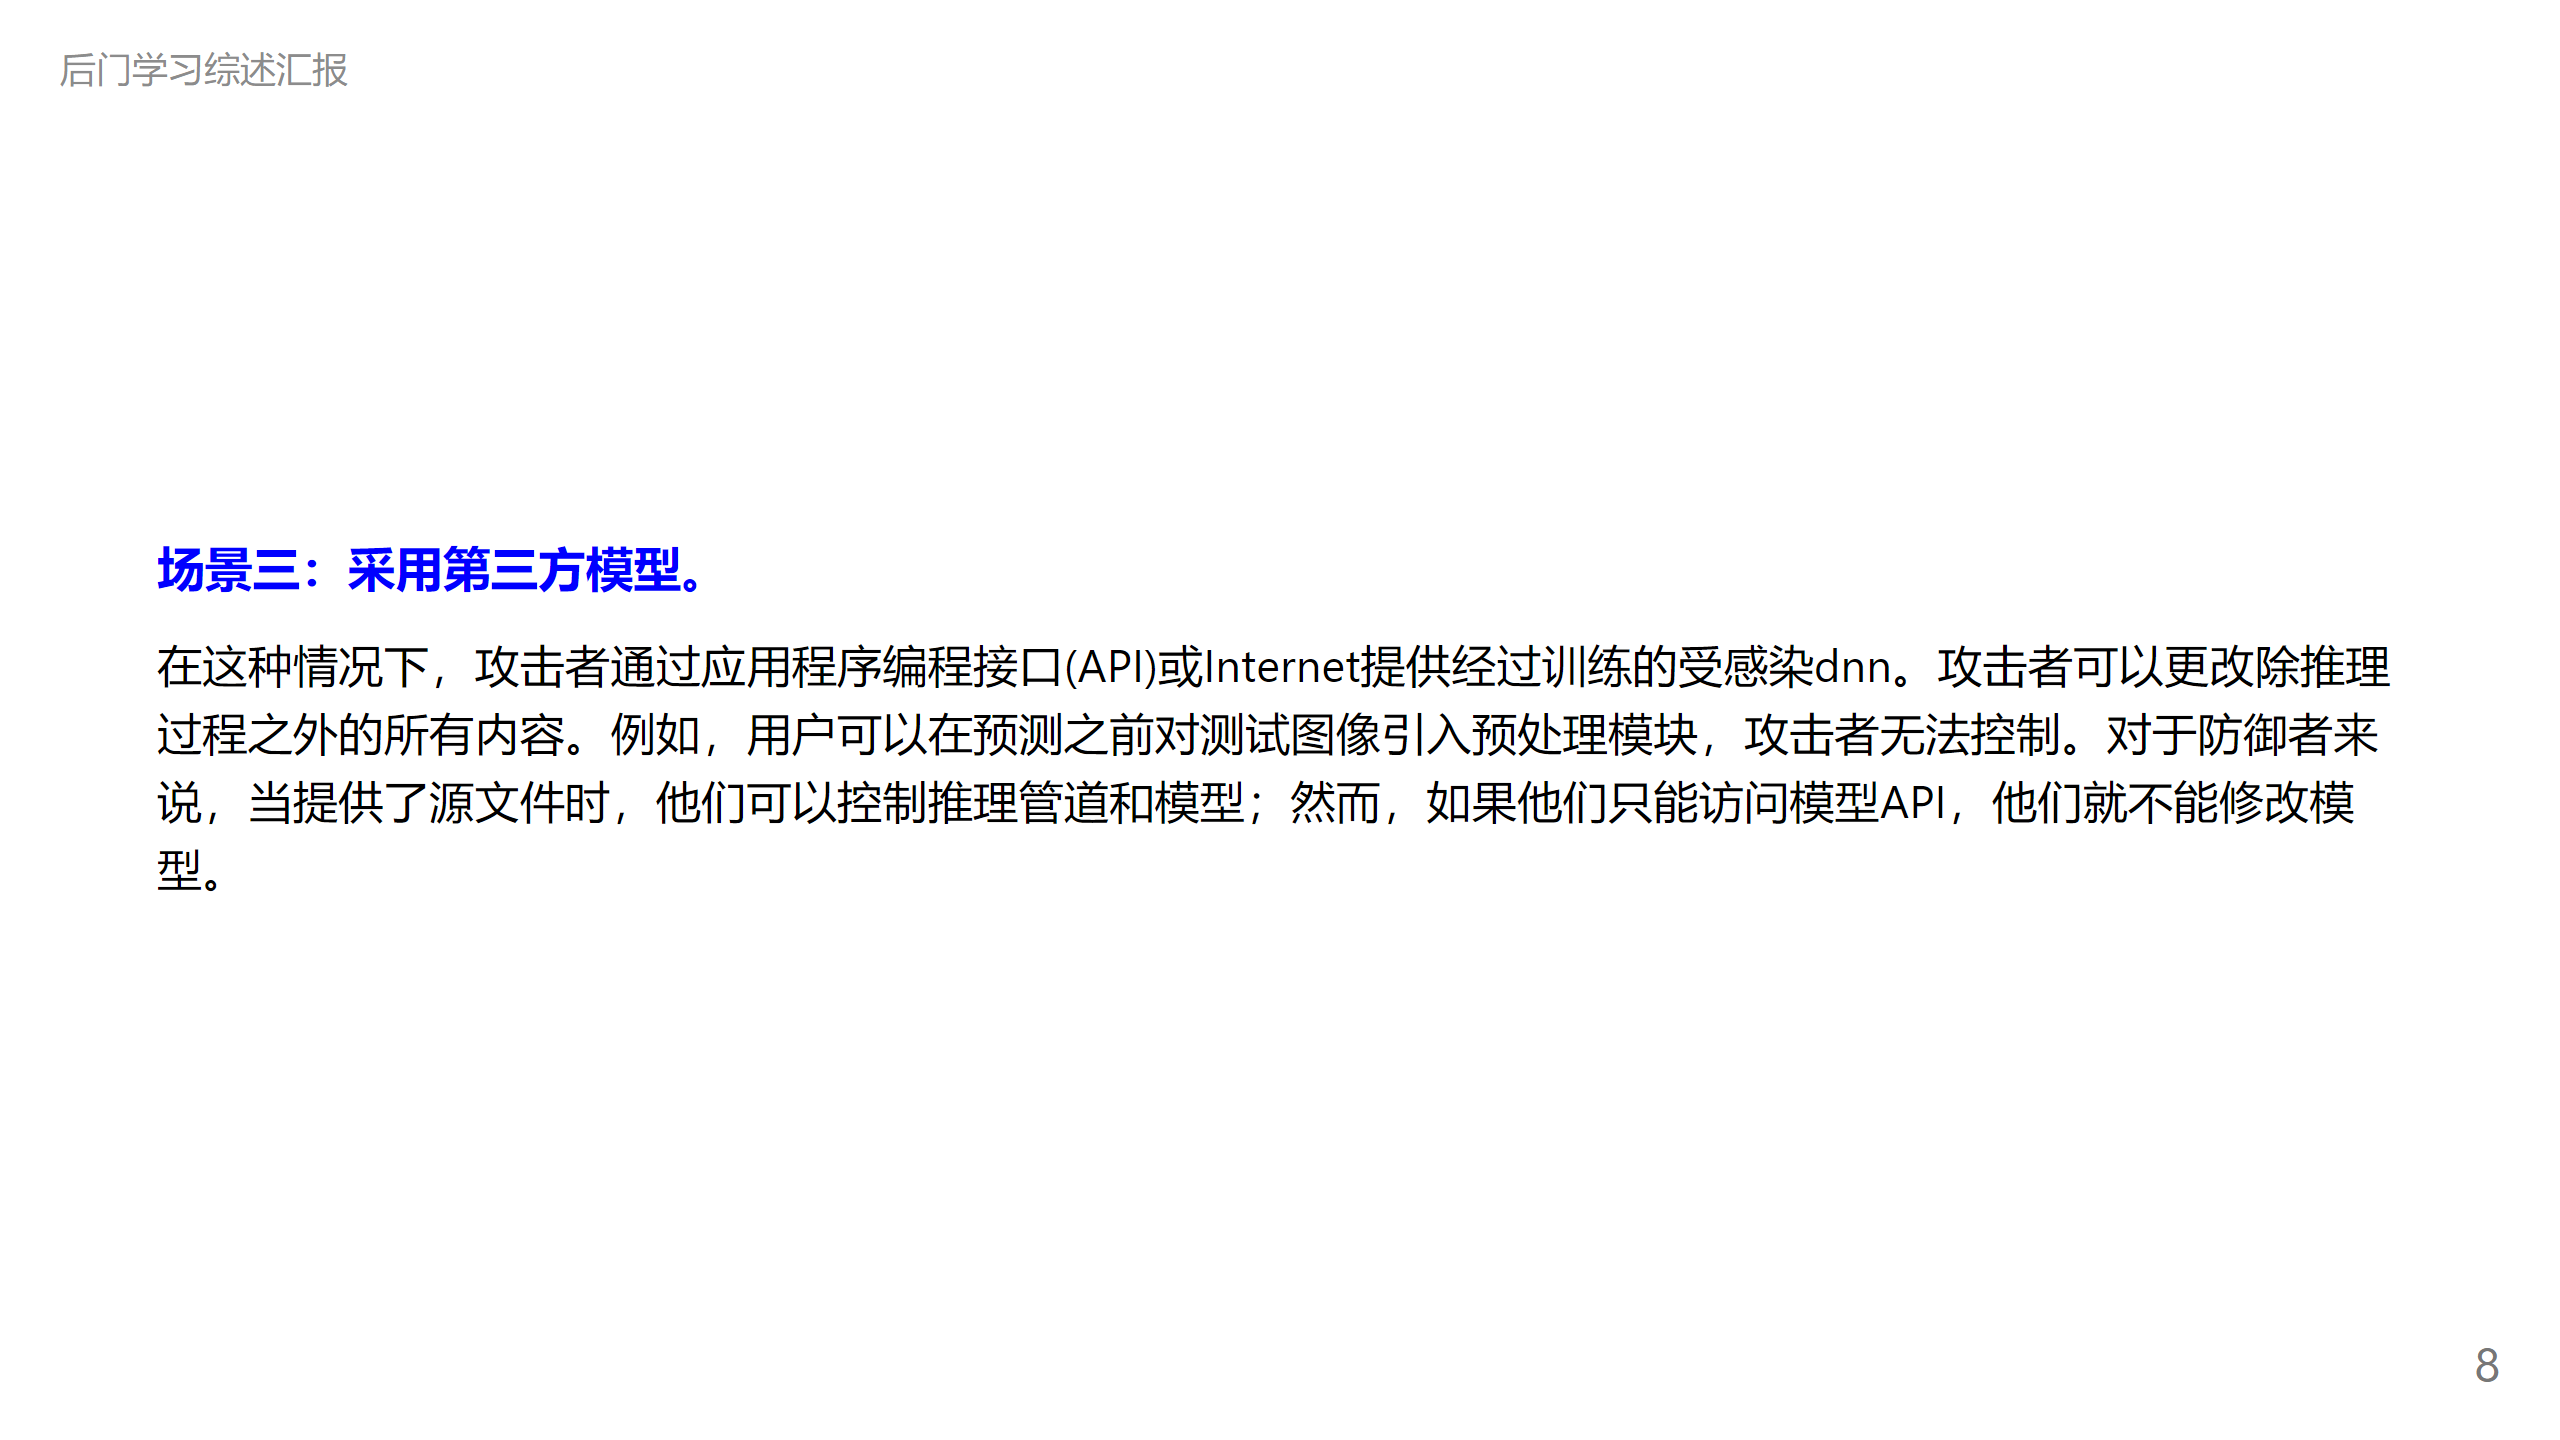 后门学习综述汇报
场景三：采用第三方模型。
在这种情况下，攻击者通过应用程序编程接口(API)或Internet提供经过训练的受感染dnn。攻击者可以更改除推理
过程之外的所有内容。例如，用户可以在预测之前对测试图像引入预处理模块，攻击者无法控制。对于防御者来
说，当提供了源文件时，他们可以控制推理管道和模型；然而，如果他们只能访问模型API，他们就不能修改模
型。
8